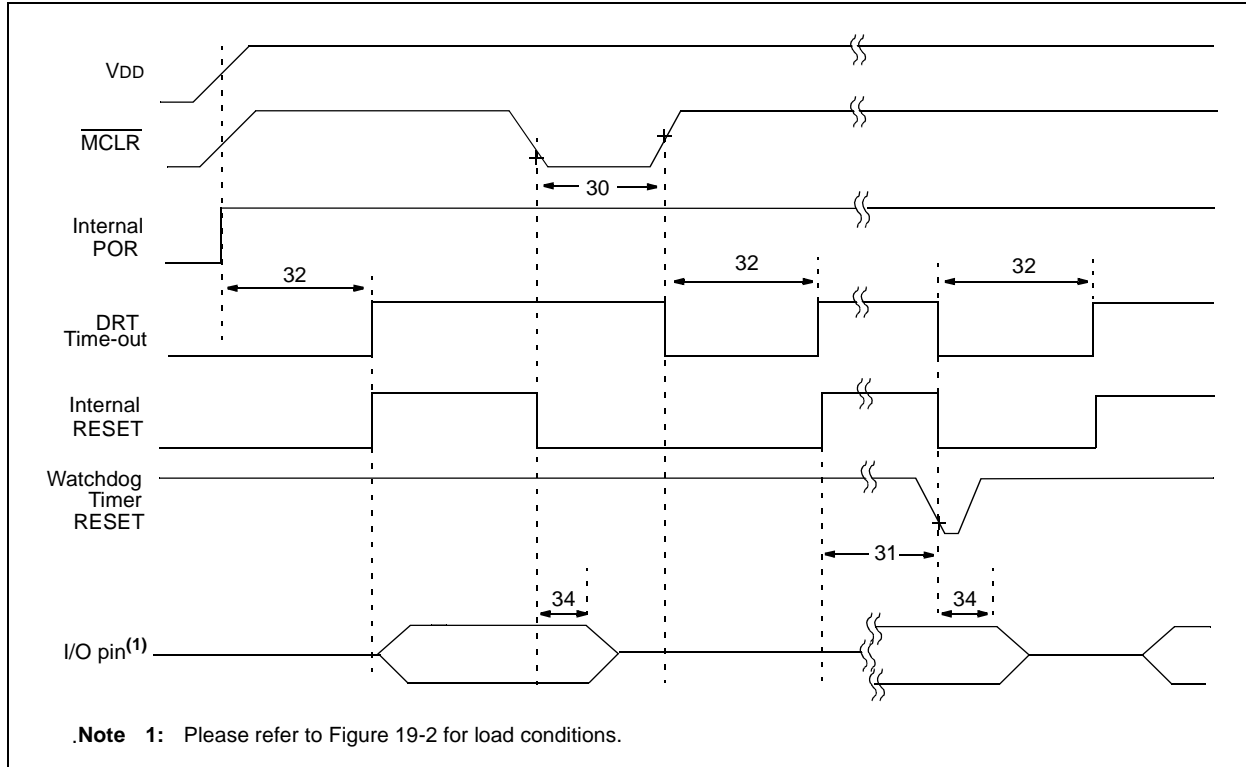 VDD
MCLR
30
Internal
POR
32
32
32
DRT
Time-out
Internal
RESET
Watchdog
Timer
RESET
31
34
34
I/O pin(1)
.Note 1: Please refer to Figure 19-2 for load conditions.